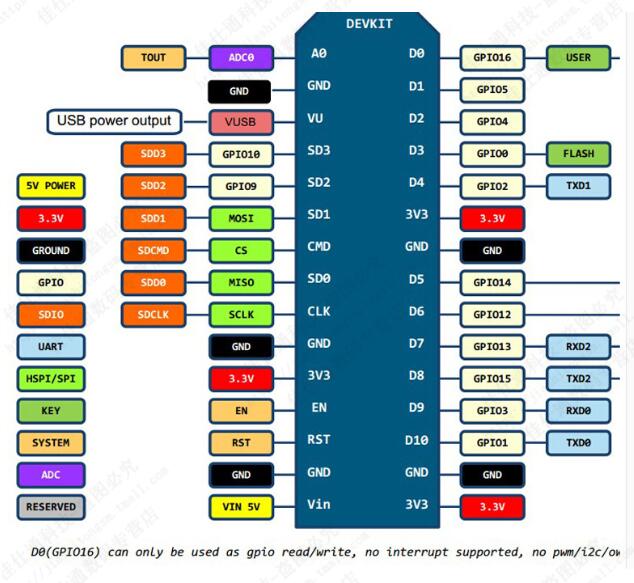 DEVKIT
TOUT ADC0 A0 D0 GPIO16 USER
GND GND D1 GPIO5
USB power output VUSB VU D2 GPIO4
SDD3 GPIO10 SD3 D3 GPIO0 FLASH
5V POWER SDD2 GPIO9 SD2 D4 GPIO2 TXD1
3.3V SDD1 MOSI SD1 3V3 3.3V
GROUND SDCMD CS CMD GND GND
GPIO SDD0 MISO SD0 D5 GPIO14
SDIO SDCLK SCLK CLK D6 GPIO12
UART GND GND D7 GPIO13 RXD2
HSPI/SPI 3.3V 3V3 D8 GPIO15 TXD2
KEY EN EN D9 GPIO3 RXD0
SYSTEM RST RST D10 GPIO1 TXD0
ADC GND GND GND GND
RESERVED VIN 5V Vin 3V3 3.3V
D0(GPIO16) can only be used as gpio read/write, no interrupt supported, no pwm/i2c/ow